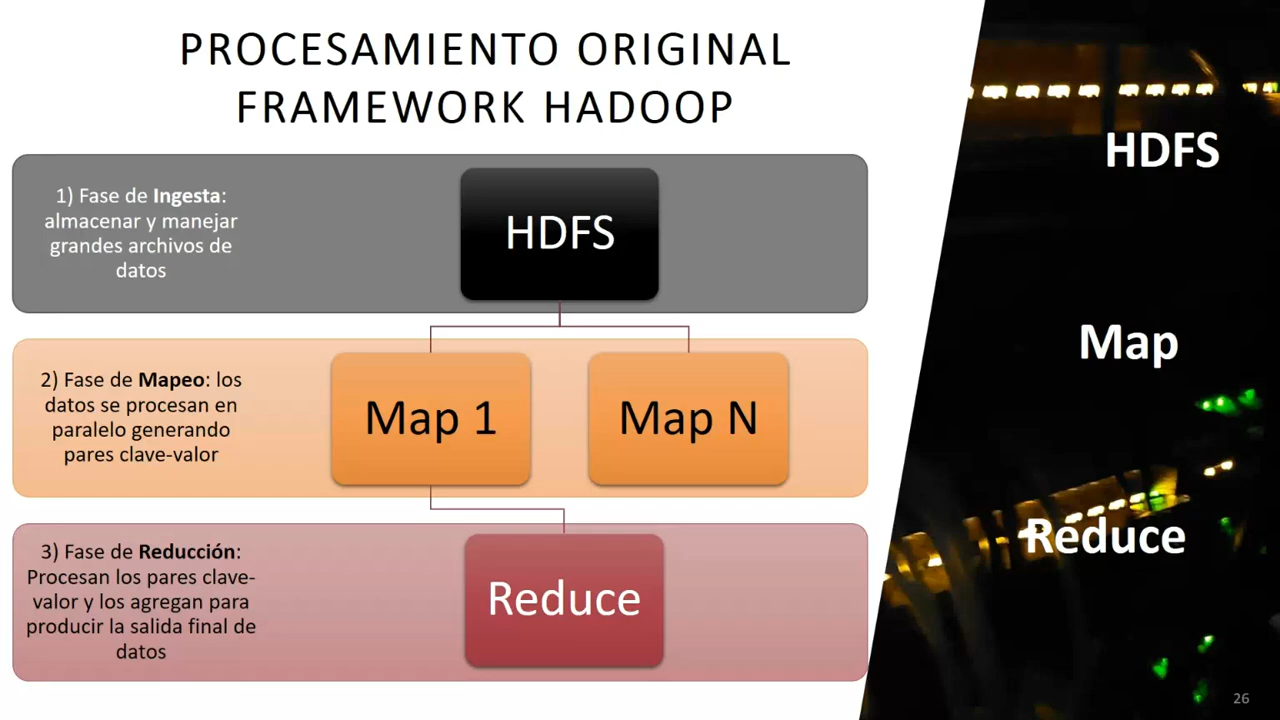 PROCESAMIENTO ORIGINAL
FRAMEWORK HADOOP
1) Fase de Ingesta:
almacenar y manejar
grandes archivos de
datos
HDFS
2) Fase de Mapeo: los
datos se procesan en
paralelo generando
pares clave-valor
Map 1
Map N
3) Fase de Reducción:
Procesan los pares clave-
valor y los agregan para
producir la salida final de
datos
Reduce
HDFS
Map
Reduce
26